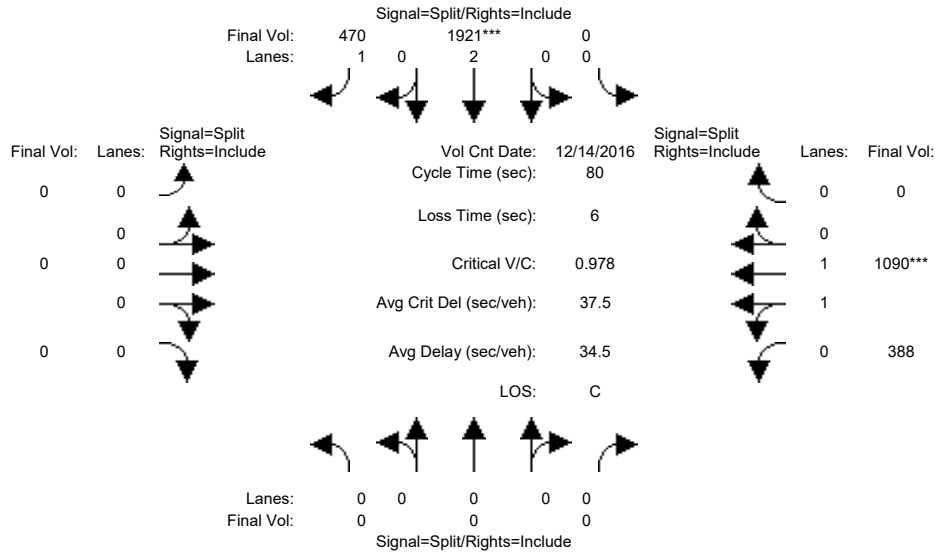 Signal=Split/Rights=Include
Final Vol: 470 1921*** 0
Lanes: 1 0 2 0 0
Signal=Split
Final Vol: Lanes: Rights=Include
Vol Cnt Date: 12/14/2016
Signal=Split
Rights=Include Lanes: Final Vol:
Cycle Time (sec): 80
0 0
0 0
Loss Time (sec): 6
0
0
0 0
Critical V/C: 0.978
1 1090***
0
Avg Crit Del (sec/veh): 37.5
1
0 0
Avg Delay (sec/veh): 34.5
0 388
LOS: C
Lanes: 0 0 0 0 0
Final Vol: 0 0 0
Signal=Split/Rights=Include